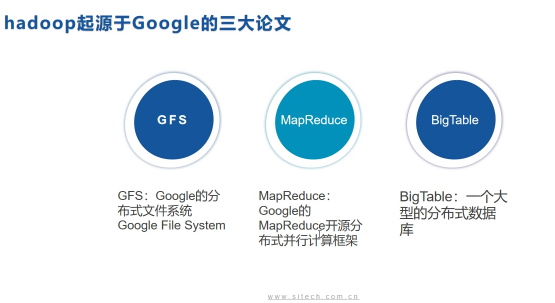 hadoop起源于Google的三大论文
GFS
MapReduce
BigTable
GFS：Google的分
布式文件系统
Google File System
MapReduce：
Google的
MapReduce开源分
布式并行计算框架
BigTable：一个大
型的分布式数据
库
www.sitech.com.cn